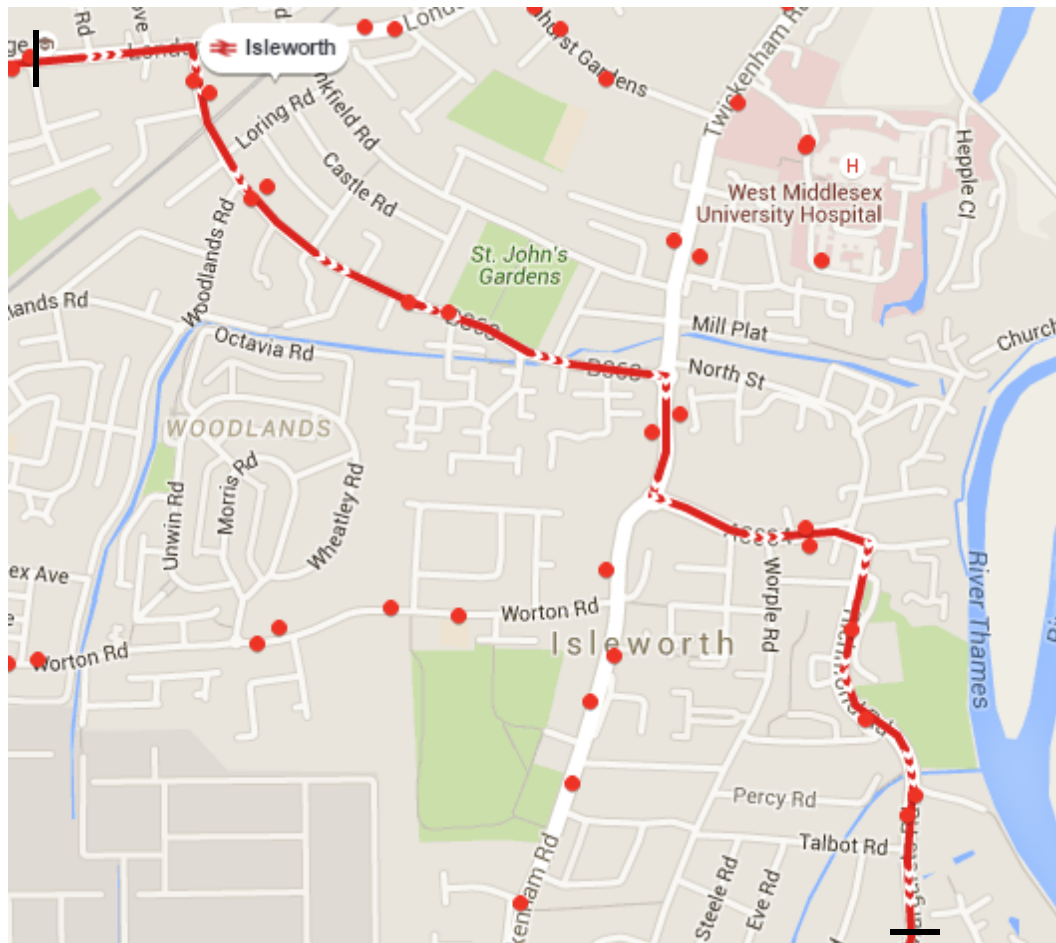 Rd
ove
Isleworth
Twickenham Rd
Loring Rd
Castle Rd
Hepple Cl
H
West Middlesex
University Hospital
Woodlands Rd
St. John's
Gardens
lands Rd
Octavia Rd
Mill Plat
Church
North St
WOODLANDS
Morris Rd
Unwin Rd
Wheatley Rd
ex Ave
River Thames
Worple Rd
Worton Rd
Isleworth
Worton Rd
Percy Rd
Talbot Rd
Steele Rd
Eve Rd
kenham Rd